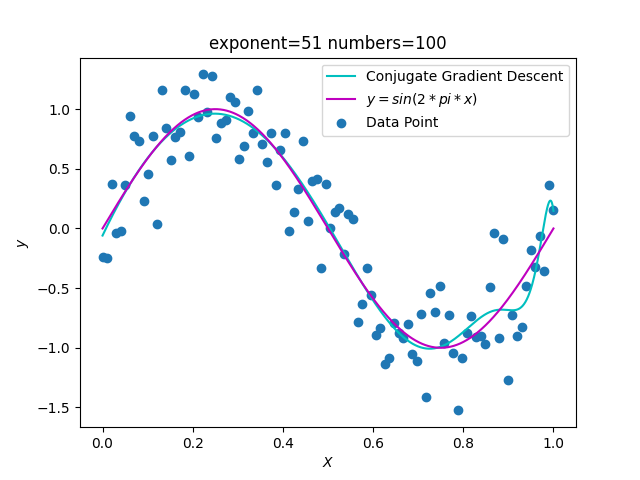 exponent=51 numbers=100
Conjugate Gradient Descent
y = sin(2 * pi * x)
Data Point
1.0
0.5
0.0
−0.5
−1.0
−1.5
y
0.0 0.2 0.4 0.6 0.8 1.0
X